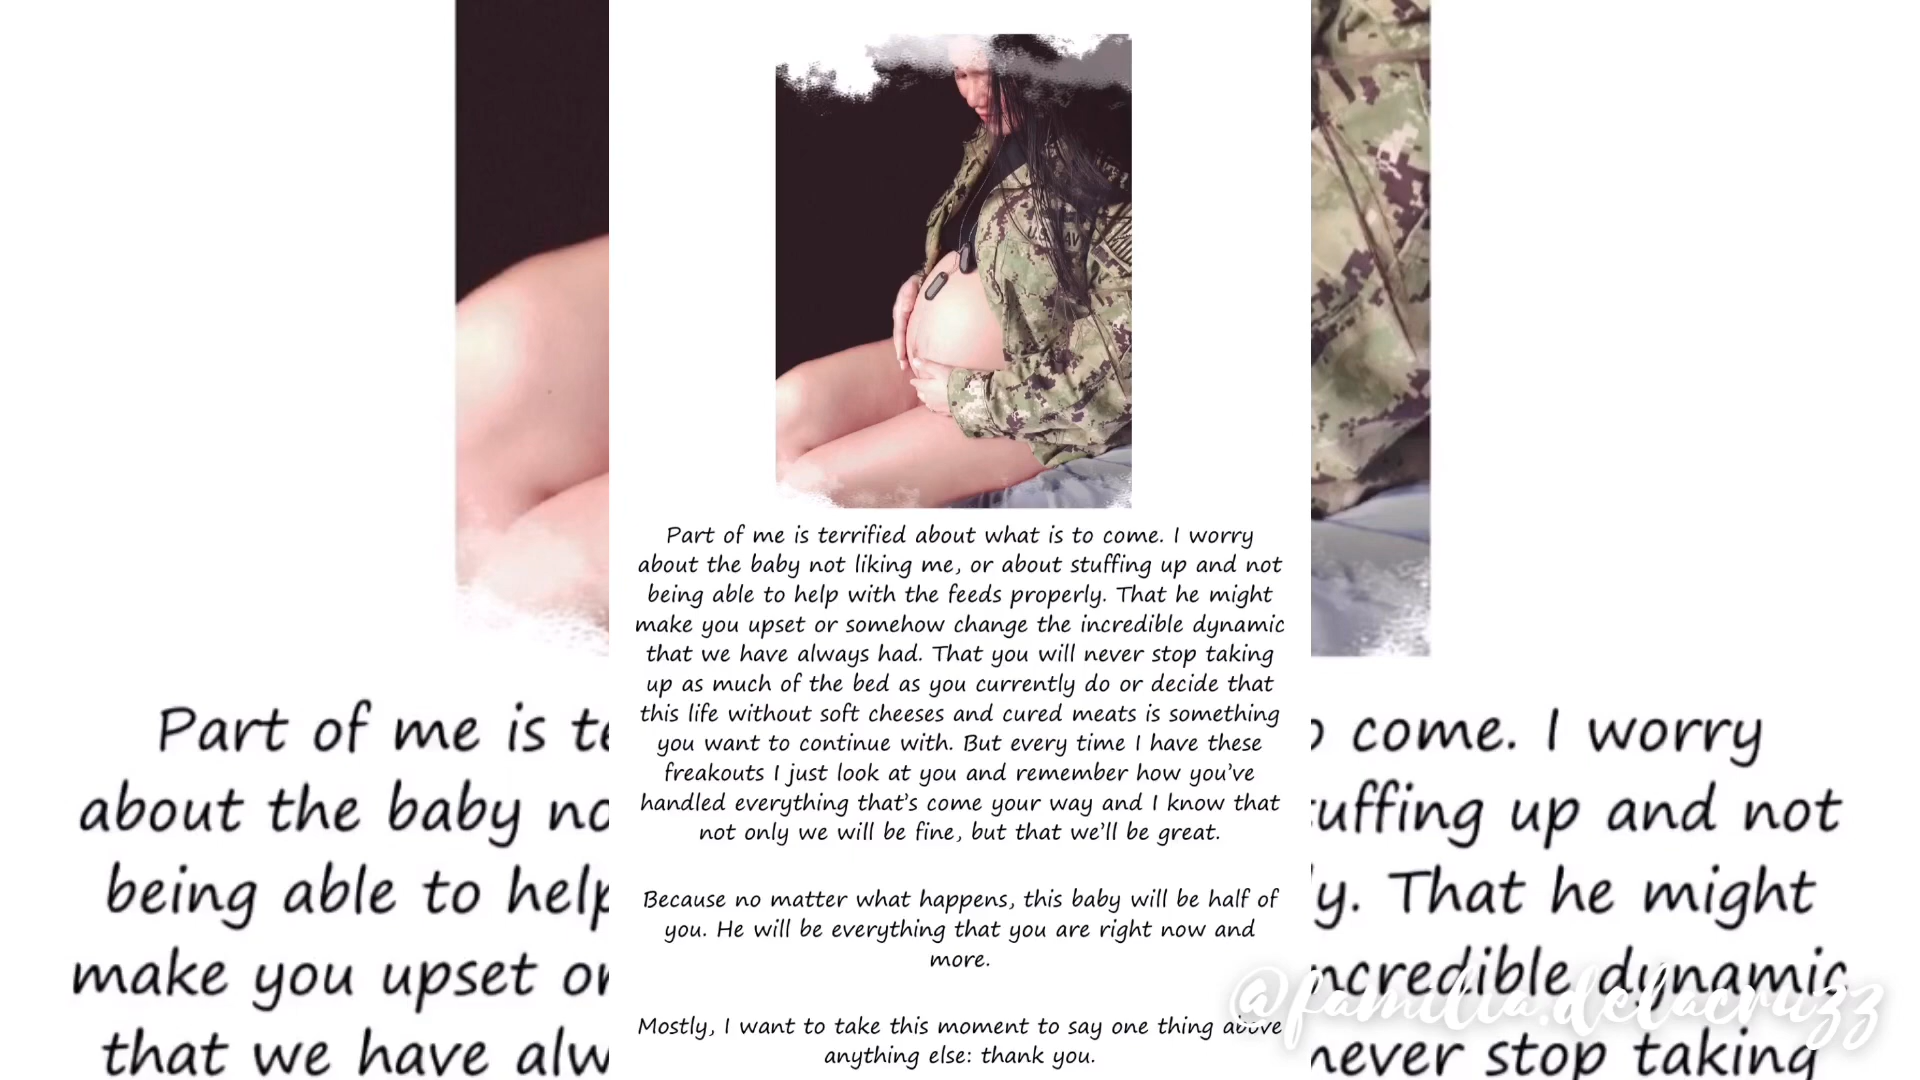 U.S. NAVY
Part of me is terrified about what is to come. I worry
about the baby not liking me, or about stuffing up and not
being able to help with the feeds properly. That he might
make you upset or somehow change the incredible dynamic
that we have always had. That you will never stop taking
up as much of the bed as you currently do or decide that
this life without soft cheeses and cured meats is something
you want to continue with. But every time I have these
freakouts I just look at you and remember how you've
handled everything that's come your way and I know that
not only we will be fine, but that we'll be great.
Because no matter what happens, this baby will be half of
you. He will be everything that you are right now and
more.
Mostly, I want to take this moment to say one thing above
anything else: thank you.
Part of me is te
about the baby no
being able to help
make you upset or
that we have alw
o come. I worry
tuffing up and not
ly. That he might
ncredible dynamic
never stop taking
@familia.delacruzz